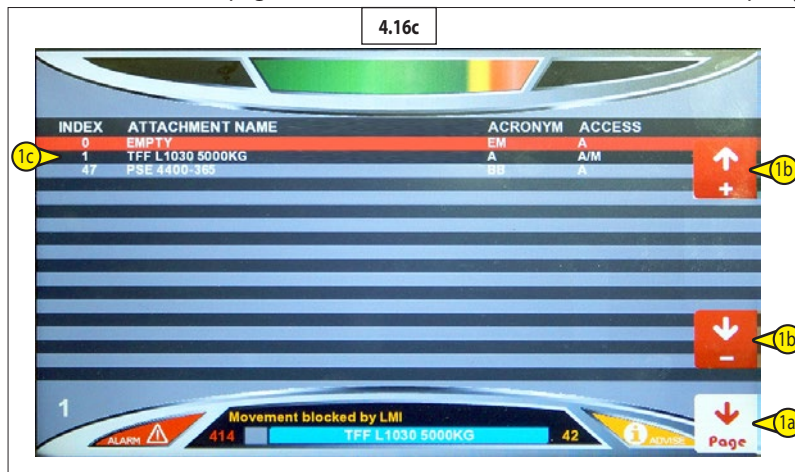 4.16c
INDEX ATTACHMENT NAME ACRONYM ACCESS
0 EMPTY EM A
1c 1 TFF L1030 5000KG A A/M
47 PSE 4400-365 BB A
+ 1b
− 1b
1 Movement blocked by LMI
ALARM 414 TFF L1030 5000KG 42 i ADVISE Page 1a